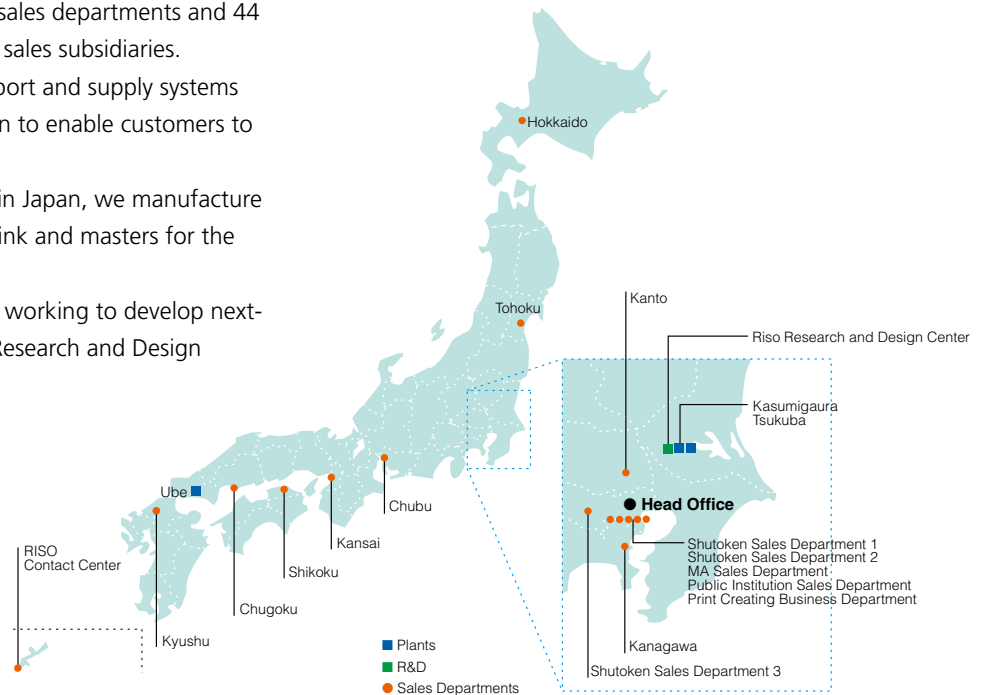 sales departments and 44
sales subsidiaries.
port and supply systems
n to enable customers to
in Japan, we manufacture
ink and masters for the
working to develop next-
Research and Design
Hokkaido
Tohoku
Kanto
Riso Research and Design Center
Kasumigaura
Tsukuba
Ube
Head Office
Chubu
Kansai
Shikoku
Chugoku
Kyushu
RISO
Contact Center
Shutoken Sales Department 1
Shutoken Sales Department 2
MA Sales Department
Public Institution Sales Department
Print Creating Business Department
Kanagawa
Shutoken Sales Department 3
Plants
R&D
Sales Departments